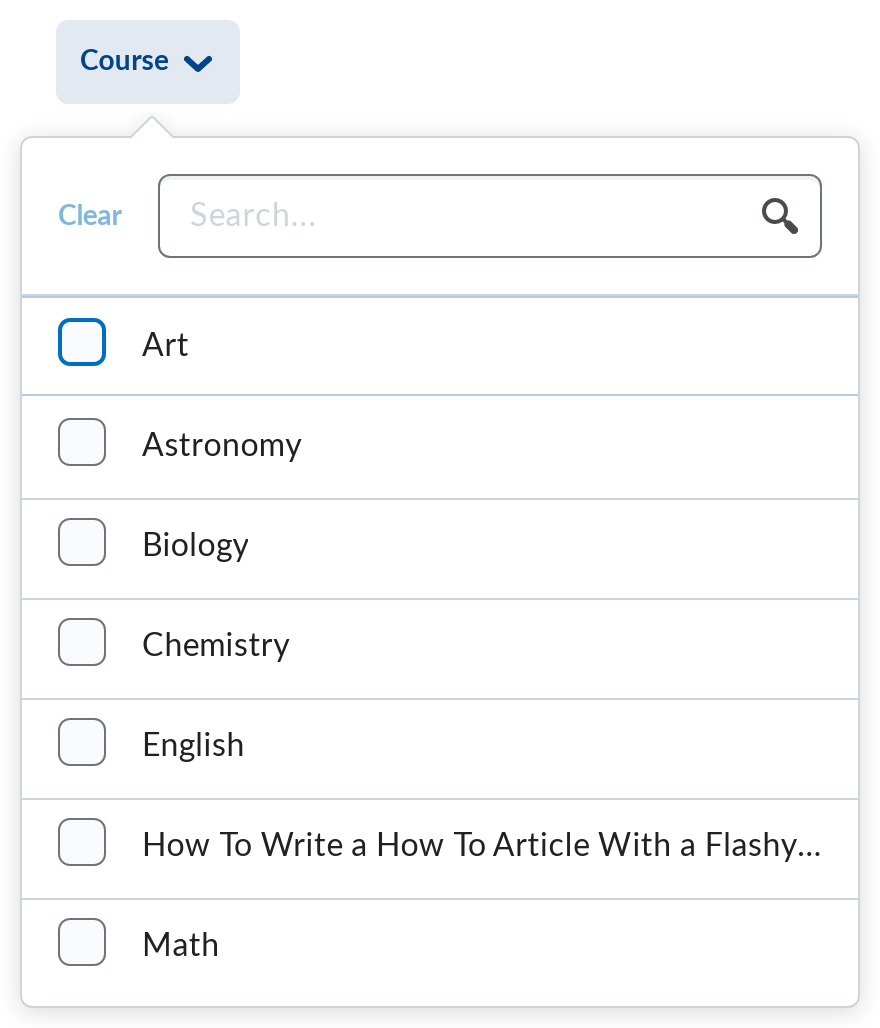 Course
Clear
Search...
Art
Astronomy
Biology
Chemistry
English
How To Write a How To Article With a Flashy...
Math